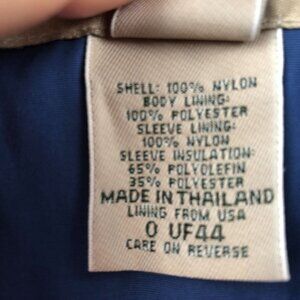 SHELL: 100% NYLON
BODY LINING:
100% POLYESTER
SLEEVE LINING:
100% NYLON
SLEEVE INSULATION:
65% POLYOLEFIN
35% POLYESTER
MADE IN THAILAND
LINING FROM USA
0 UF44
CARE ON REVERSE